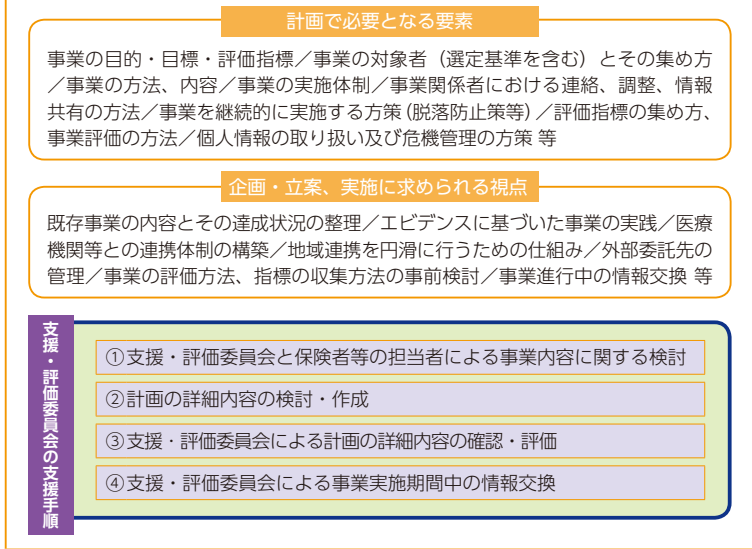 計画で必要となる要素
事業の目的・目標・評価指標／事業の対象者（選定基準を含む）とその集め方
／事業の方法、内容／事業の実施体制／事業関係者における連絡、調整、情報
共有の方法／事業を継続的に実施する方策（脱落防止策等）／評価指標の集め方、
事業評価の方法／個人情報の取り扱い及び危機管理の方策 等
企画・立案、実施に求められる視点
既存事業の内容とその達成状況の整理／エビデンスに基づいた事業の実践／医療
機関等との連携体制の構築／地域連携を円滑に行うための仕組み／外部委託先の
管理／事業の評価方法、指標の収集方法の事前検討／事業進行中の情報交換 等
支援・評価委員会の支援手順
①支援・評価委員会と保険者等の担当者による事業内容に関する検討
②計画の詳細内容の検討・作成
③支援・評価委員会による計画の詳細内容の確認・評価
④支援・評価委員会による事業実施期間中の情報交換